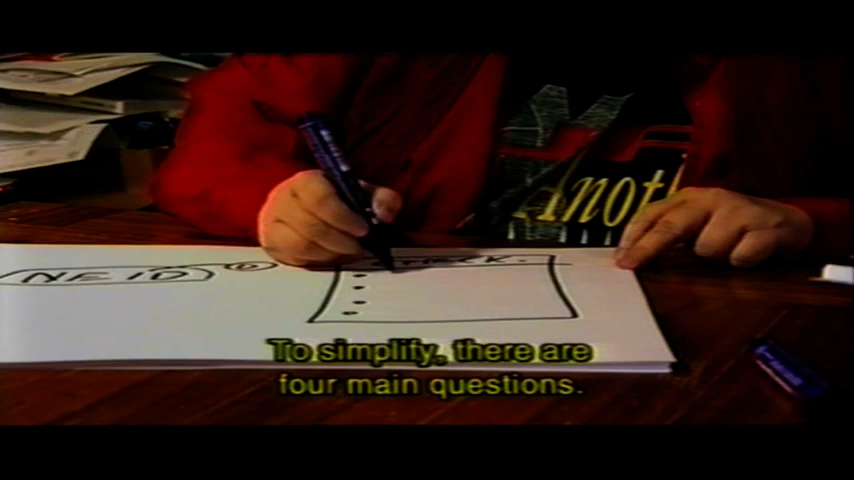 Anoth
NEID
CHECK.
To simplify, there are
four main questions.